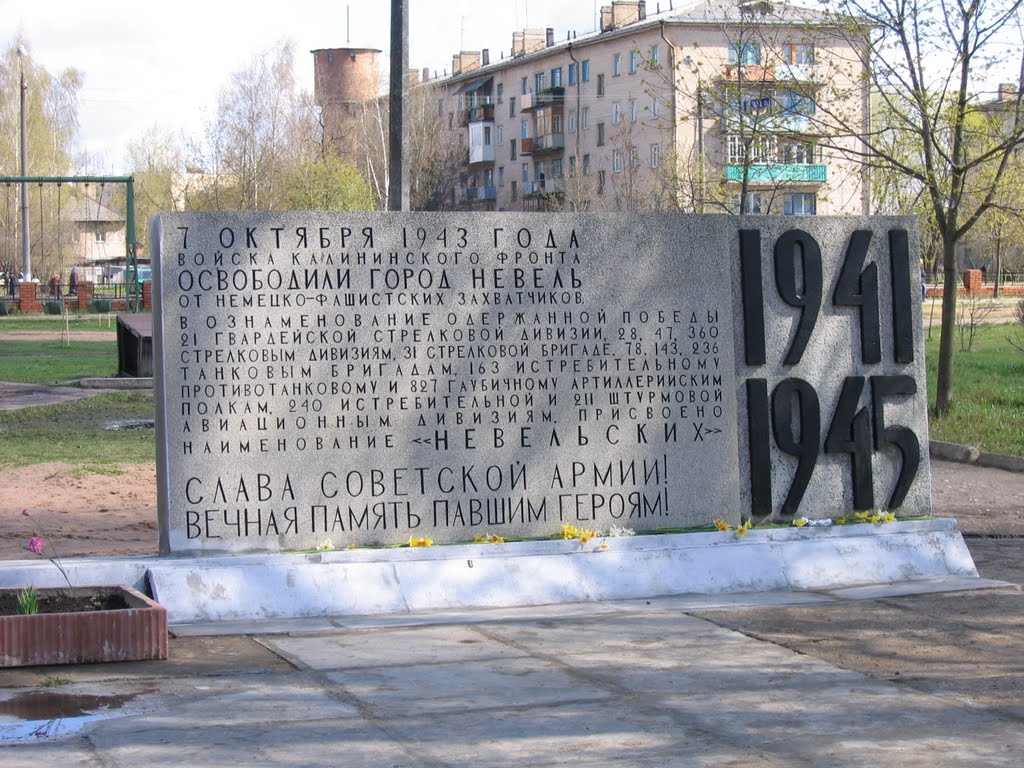 7 ОКТЯБРЯ 1943 ГОДА
ВОЙСКА КАЛИНИНСКОГО ФРОНТА
ОСВОБОДИЛИ ГОРОД НЕВЕЛЬ
ОТ НЕМЕЦКО-ФАШИСТСКИХ ЗАХВАТЧИКОВ.
В ОЗНАМЕНОВАНИЕ ОДЕРЖАННОЙ ПОБЕДЫ
21 ГВАРДЕЙСКОЙ СТРЕЛКОВОЙ ДИВИЗИИ, 28, 47, 360
СТРЕЛКОВЫМ ДИВИЗИЯМ, 31 СТРЕЛКОВОЙ БРИГАДЕ, 78, 143, 236
ТАНКОВЫМ БРИГАДАМ, 163 ИСТРЕБИТЕЛЬНОМУ
ПРОТИВОТАНКОВОМУ И 827 ГАУБИЧНОМУ АРТИЛЛЕРИЙСКИМ
ПОЛКАМ, 240 ИСТРЕБИТЕЛЬНОЙ И 211 ШТУРМОВОЙ
АВИАЦИОННЫМ ДИВИЗИЯМ, ПРИСВОЕНО
НАИМЕНОВАНИЕ «НЕВЕЛЬСКИХ»
СЛАВА СОВЕТСКОЙ АРМИИ!
ВЕЧНАЯ ПАМЯТЬ ПАВШИМ ГЕРОЯМ!
1941
1945